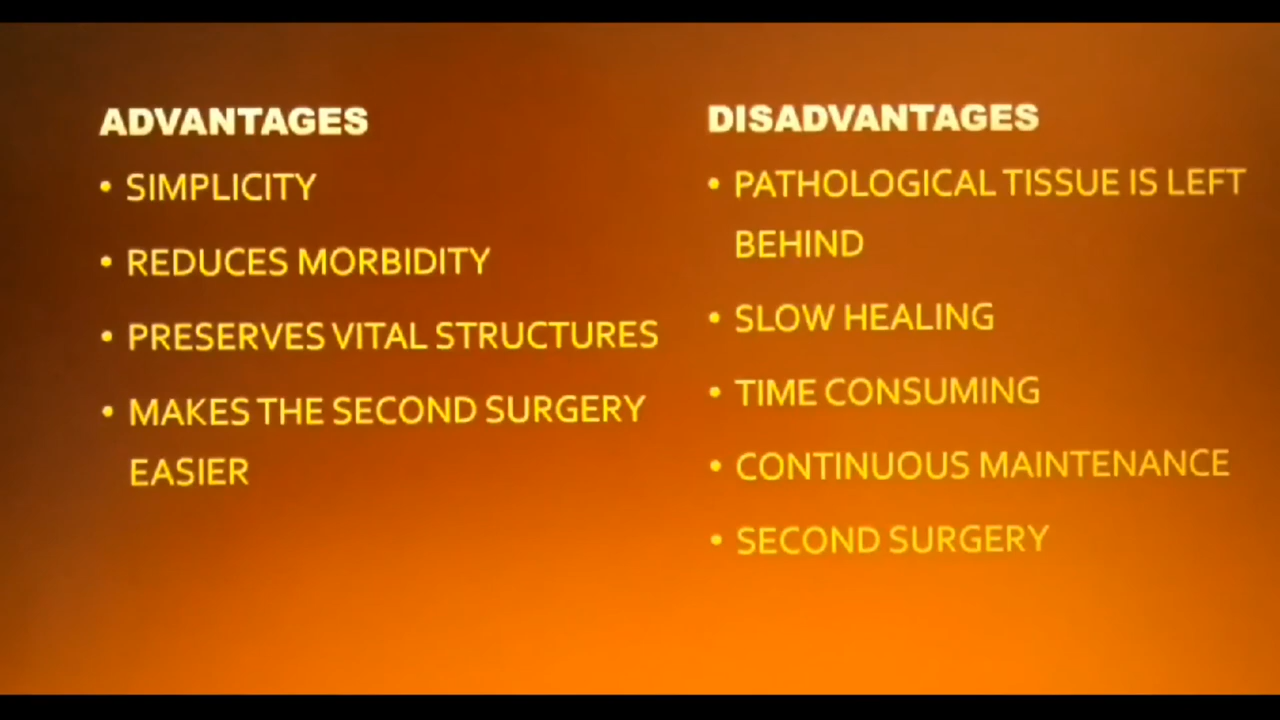 ADVANTAGES
• SIMPLICITY
• REDUCES MORBIDITY
• PRESERVES VITAL STRUCTURES
• MAKES THE SECOND SURGERY
EASIER
DISADVANTAGES
• PATHOLOGICAL TISSUE IS LEFT
BEHIND
• SLOW HEALING
• TIME CONSUMING
• CONTINUOUS MAINTENANCE
• SECOND SURGERY